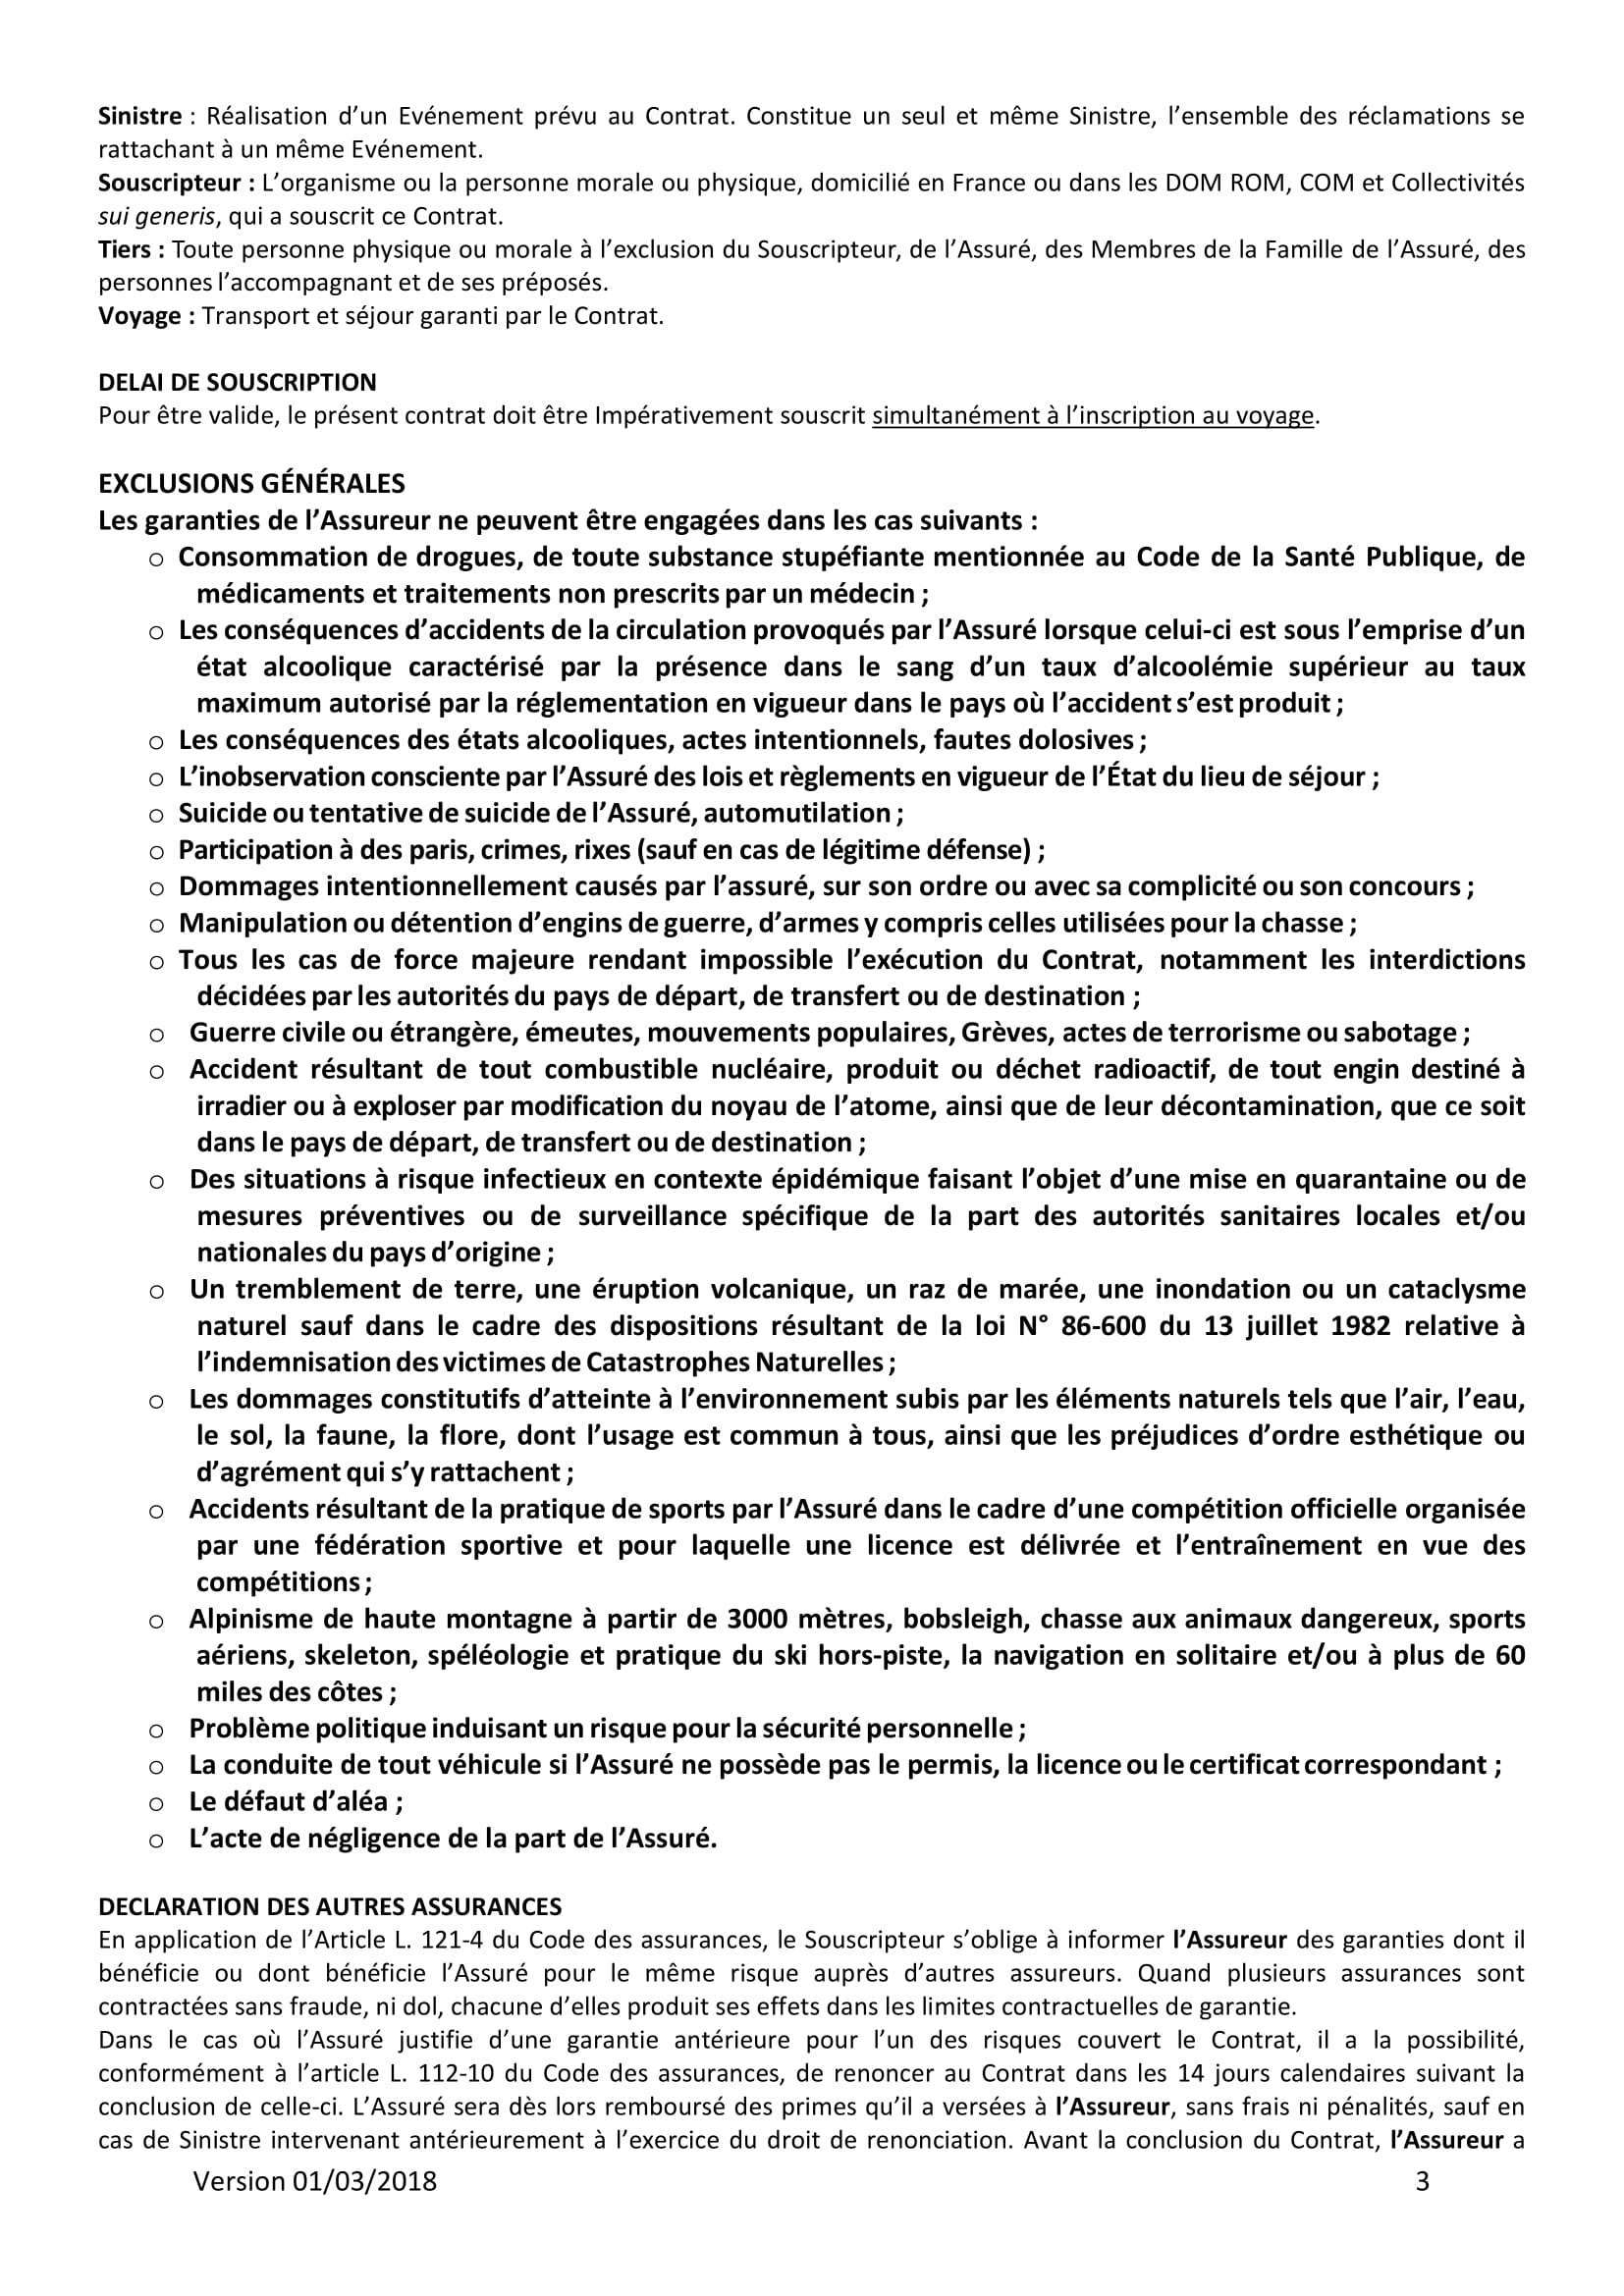 Sinistre : Réalisation d’un Evénement prévu au Contrat. Constitue un seul et même Sinistre, l’ensemble des réclamations se
rattachant à un même Evénement.
Souscripteur : L’organisme ou la personne morale ou physique, domicilié en France ou dans les DOM ROM, COM et Collectivités
sui generis, qui a souscrit ce Contrat.
Tiers : Toute personne physique ou morale à l’exclusion du Souscripteur, de l’Assuré, des Membres de la Famille de l’Assuré, des
personnes l’accompagnant et de ses préposés.
Voyage : Transport et séjour garanti par le Contrat.
DELAI DE SOUSCRIPTION
Pour être valide, le présent contrat doit être Impérativement souscrit simultanément à l’inscription au voyage.
EXCLUSIONS GÉNÉRALES
Les garanties de l’Assureur ne peuvent être engagées dans les cas suivants :
o Consommation de drogues, de toute substance stupéfiante mentionnée au Code de la Santé Publique, de
médicaments et traitements non prescrits par un médecin ;
o Les conséquences d’accidents de la circulation provoqués par l’Assuré lorsque celui-ci est sous l’emprise d’un
état alcoolique caractérisé par la présence dans le sang d’un taux d’alcoolémie supérieur au taux
maximum autorisé par la réglementation en vigueur dans le pays où l’accident s’est produit ;
o Les conséquences des états alcooliques, actes intentionnels, fautes dolosives ;
o L’inobservation consciente par l’Assuré des lois et règlements en vigueur de l’État du lieu de séjour ;
o Suicide ou tentative de suicide de l’Assuré, automutilation ;
o Participation à des paris, crimes, rixes (sauf en cas de légitime défense) ;
o Dommages intentionnellement causés par l’assuré, sur son ordre ou avec sa complicité ou son concours ;
o Manipulation ou détention d’engins de guerre, d’armes y compris celles utilisées pour la chasse ;
o Tous les cas de force majeure rendant impossible l’exécution du Contrat, notamment les interdictions
décidées par les autorités du pays de départ, de transfert ou de destination ;
o Guerre civile ou étrangère, émeutes, mouvements populaires, Grèves, actes de terrorisme ou sabotage ;
o Accident résultant de tout combustible nucléaire, produit ou déchet radioactif, de tout engin destiné à
irradier ou à exploser par modification du noyau de l’atome, ainsi que de leur décontamination, que ce soit
dans le pays de départ, de transfert ou de destination ;
o Des situations à risque infectieux en contexte épidémique faisant l’objet d’une mise en quarantaine ou de
mesures préventives ou de surveillance spécifique de la part des autorités sanitaires locales et/ou
nationales du pays d’origine ;
o Un tremblement de terre, une éruption volcanique, un raz de marée, une inondation ou un cataclysme
naturel sauf dans le cadre des dispositions résultant de la loi N° 86-600 du 13 juillet 1982 relative à
l’indemnisation des victimes de Catastrophes Naturelles ;
o Les dommages constitutifs d’atteinte à l’environnement subis par les éléments naturels tels que l’air, l’eau,
le sol, la faune, la flore, dont l’usage est commun à tous, ainsi que les préjudices d’ordre esthétique ou
d’agrément qui s’y rattachent ;
o Accidents résultant de la pratique de sports par l’Assuré dans le cadre d’une compétition officielle organisée
par une fédération sportive et pour laquelle une licence est délivrée et l’entraînement en vue des
compétitions ;
o Alpinisme de haute montagne à partir de 3000 mètres, bobsleigh, chasse aux animaux dangereux, sports
aériens, skeleton, spéléologie et pratique du ski hors-piste, la navigation en solitaire et/ou à plus de 60
miles des côtes ;
o Problème politique induisant un risque pour la sécurité personnelle ;
o La conduite de tout véhicule si l’Assuré ne possède pas le permis, la licence ou le certificat correspondant ;
o Le défaut d’aléa ;
o L’acte de négligence de la part de l’Assuré.
DECLARATION DES AUTRES ASSURANCES
En application de l’Article L. 121-4 du Code des assurances, le Souscripteur s’oblige à informer l’Assureur des garanties dont il
bénéficie ou dont bénéficie l’Assuré pour le même risque auprès d’autres assureurs. Quand plusieurs assurances sont
contractées sans fraude, ni dol, chacune d’elles produit ses effets dans les limites contractuelles de garantie.
Dans le cas où l’Assuré justifie d’une garantie antérieure pour l’un des risques couvert le Contrat, il a la possibilité,
conformément à l’article L. 112-10 du Code des assurances, de renoncer au Contrat dans les 14 jours calendaires suivant la
conclusion de celle-ci. L’Assuré sera dès lors remboursé des primes qu’il a versées à l’Assureur, sans frais ni pénalités, sauf en
cas de Sinistre intervenant antérieurement à l’exercice du droit de renonciation. Avant la conclusion du Contrat, l’Assureur a
Version 01/03/2018 3